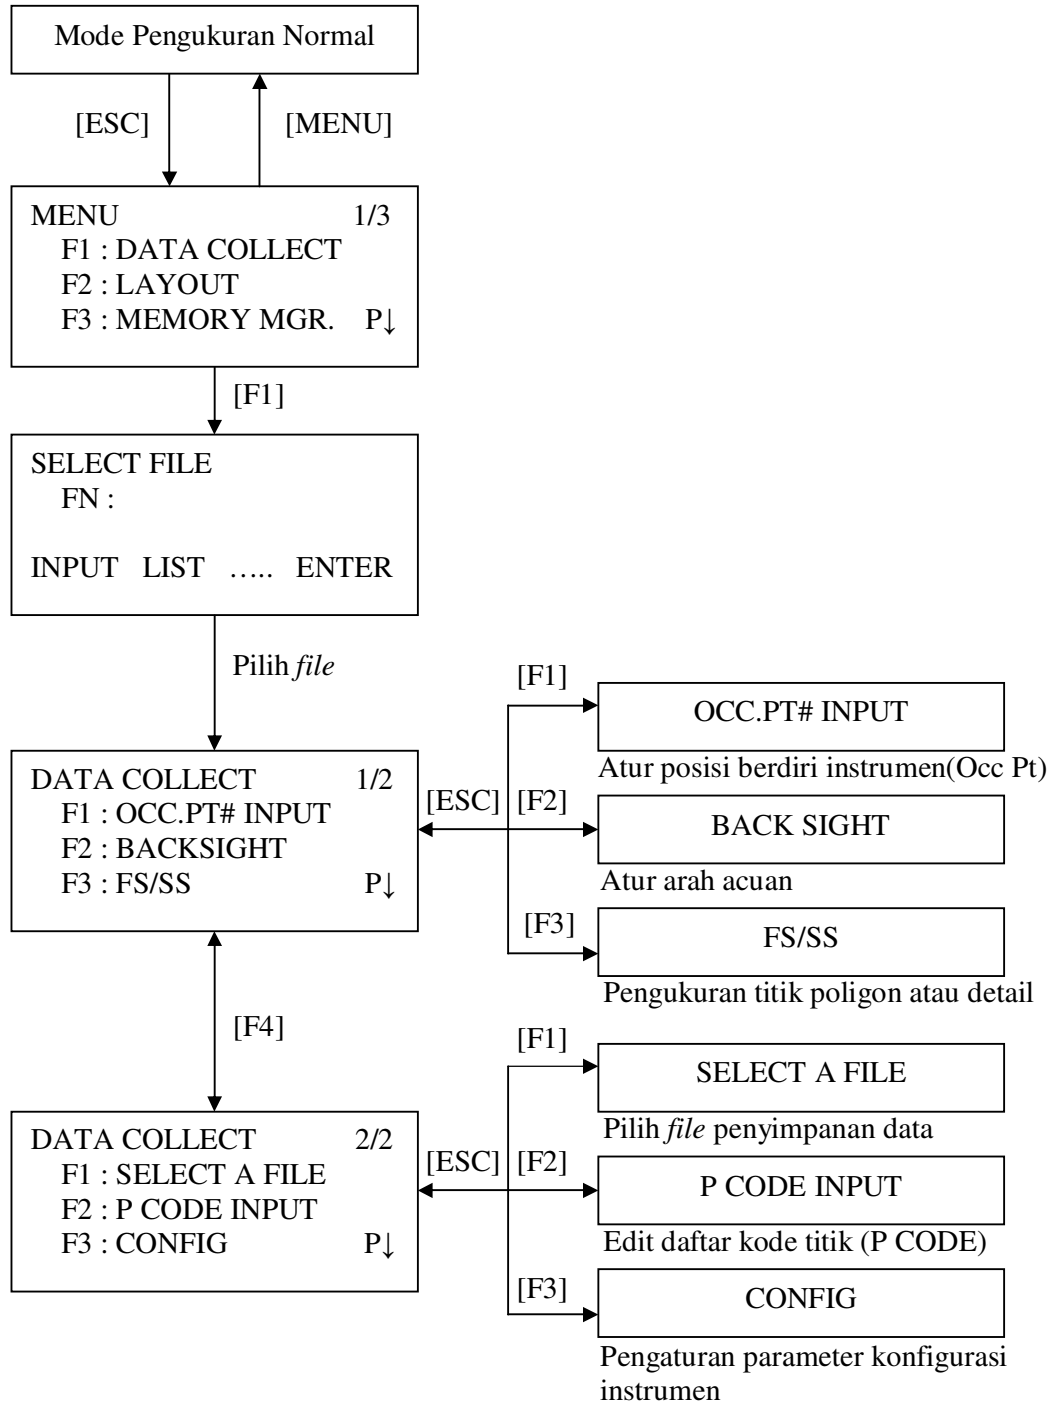 Mode Pengukuran Normal
[ESC] [MENU]
MENU 1/3
F1 : DATA COLLECT
F2 : LAYOUT
F3 : MEMORY MGR. P↓
[F1]
SELECT FILE
FN :
INPUT LIST ….. ENTER
Pilih file
DATA COLLECT 1/2
F1 : OCC.PT# INPUT
F2 : BACKSIGHT
F3 : FS/SS P↓
[ESC]
[F1]
OCC.PT# INPUT
Atur posisi berdiri instrumen(Occ Pt)
[F2]
BACK SIGHT
Atur arah acuan
[F3]
FS/SS
Pengukuran titik poligon atau detail
[F4]
DATA COLLECT 2/2
F1 : SELECT A FILE
F2 : P CODE INPUT
F3 : CONFIG P↓
[ESC]
[F1]
SELECT A FILE
Pilih file penyimpanan data
[F2]
P CODE INPUT
Edit daftar kode titik (P CODE)
[F3]
CONFIG
Pengaturan parameter konfigurasi
instrumen